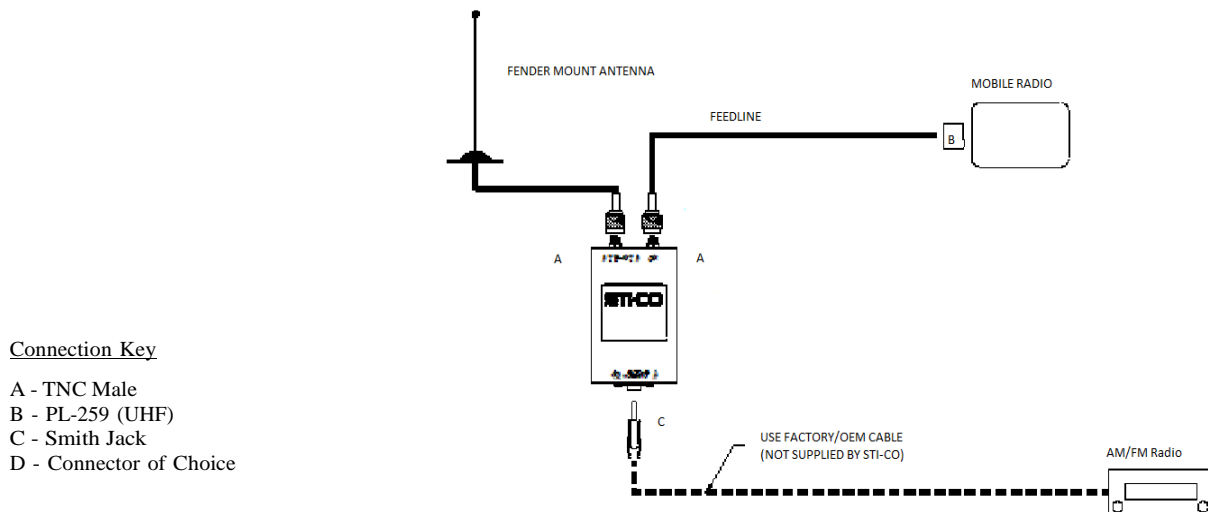 FENDER MOUNT ANTENNA
MOBILE RADIO
FEEDLINE
B
A
A
STI-CO
Connection Key
A - TNC Male
B - PL-259 (UHF)
C - Smith Jack
D - Connector of Choice
C
USE FACTORY/OEM CABLE
(NOT SUPPLIED BY STI-CO)
AM/FM Radio